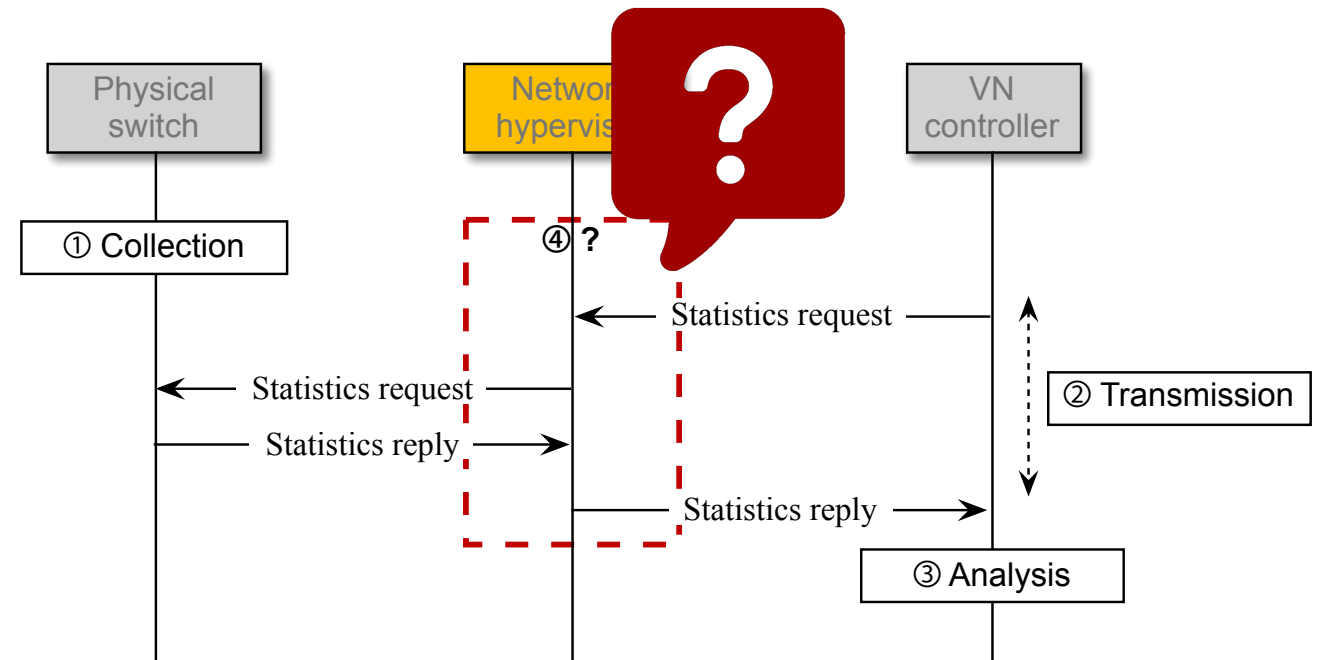 Physical
switch
Networ
hypervis
?
VN
controller
① Collection
④ ?
Statistics request
Statistics request
② Transmission
Statistics reply
Statistics reply
③ Analysis